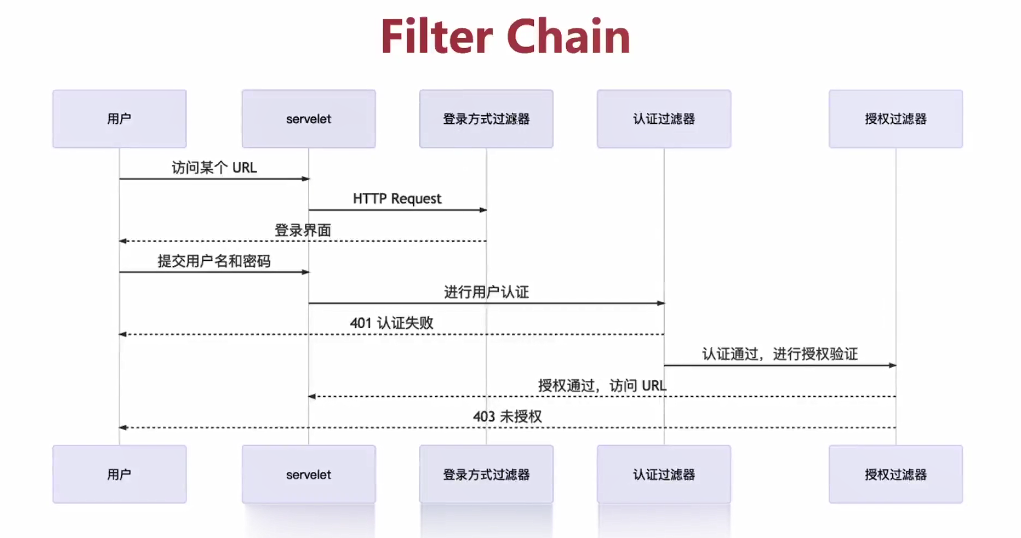 Filter Chain
用户
servelet
登录方式过滤器
认证过滤器
授权过滤器
访问某个 URL
HTTP Request
登录界面
提交用户名和密码
进行用户认证
401 认证失败
认证通过，进行授权验证
授权通过，访问 URL
403 未授权
用户
servelet
登录方式过滤器
认证过滤器
授权过滤器